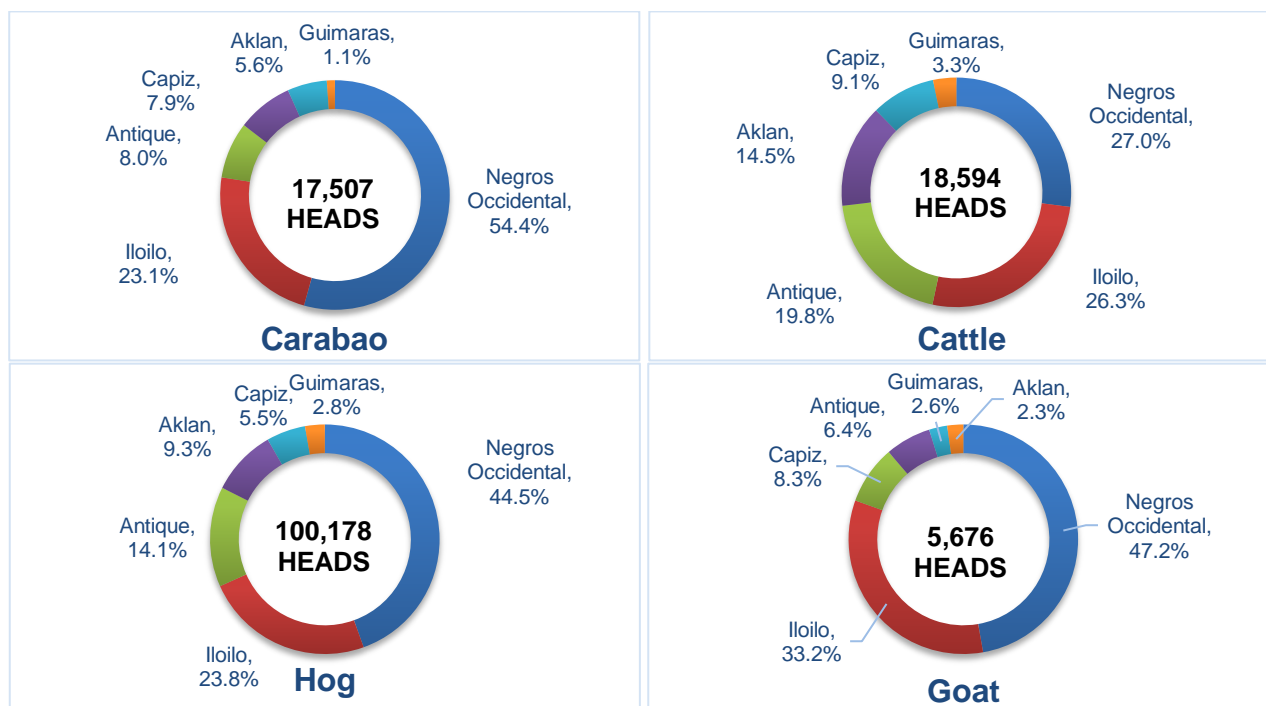 Guimaras,
1.1%
Aklan,
5.6%
Capiz,
7.9%
Antique,
8.0%
Iloilo,
23.1%
Negros
Occidental,
54.4%
17,507
HEADS
Carabao
Guimaras,
3.3%
Capiz,
9.1%
Aklan,
14.5%
Antique,
19.8%
Negros
Occidental,
27.0%
Iloilo,
26.3%
18,594
HEADS
Cattle
Guimaras,
2.8%
Capiz,
5.5%
Aklan,
9.3%
Antique,
14.1%
Iloilo,
23.8%
Negros
Occidental,
44.5%
100,178
HEADS
Hog
Guimaras,
2.6%
Aklan,
2.3%
Antique,
6.4%
Capiz,
8.3%
Iloilo,
33.2%
Negros
Occidental,
47.2%
5,676
HEADS
Goat